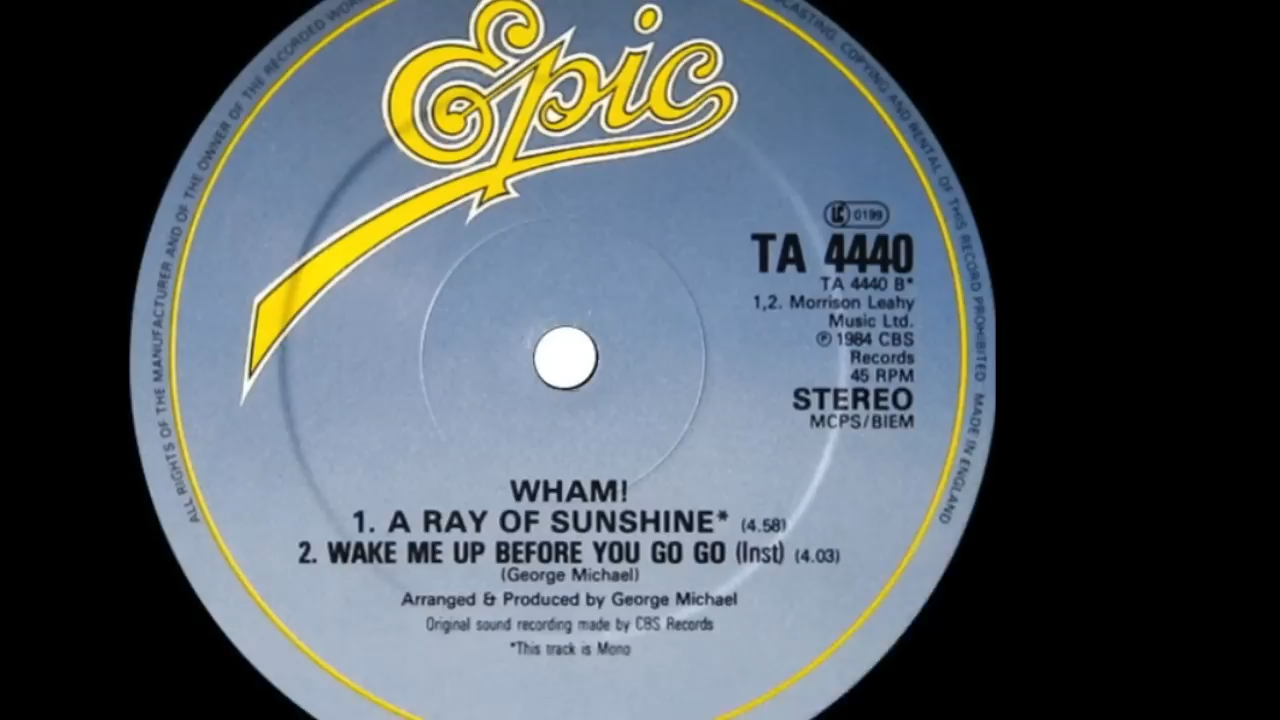 Epic
LC 0199
TA 4440
TA 4440 B*
1,2. Morrison Leahy
Music Ltd.
℗ 1984 CBS
Records
45 RPM
STEREO
MCPS/BIEM
WHAM!
1. A RAY OF SUNSHINE* (4.58)
2. WAKE ME UP BEFORE YOU GO GO (Inst) (4.03)
(George Michael)
Arranged & Produced by George Michael
Original sound recording made by CBS Records
*This track is Mono
ALL RIGHTS OF THE MANUFACTURER AND OF THE OWNER OF THE RECORDED
COPYING AND RENTAL OF THIS RECORD PROHIBITED. MADE IN ENGLAND